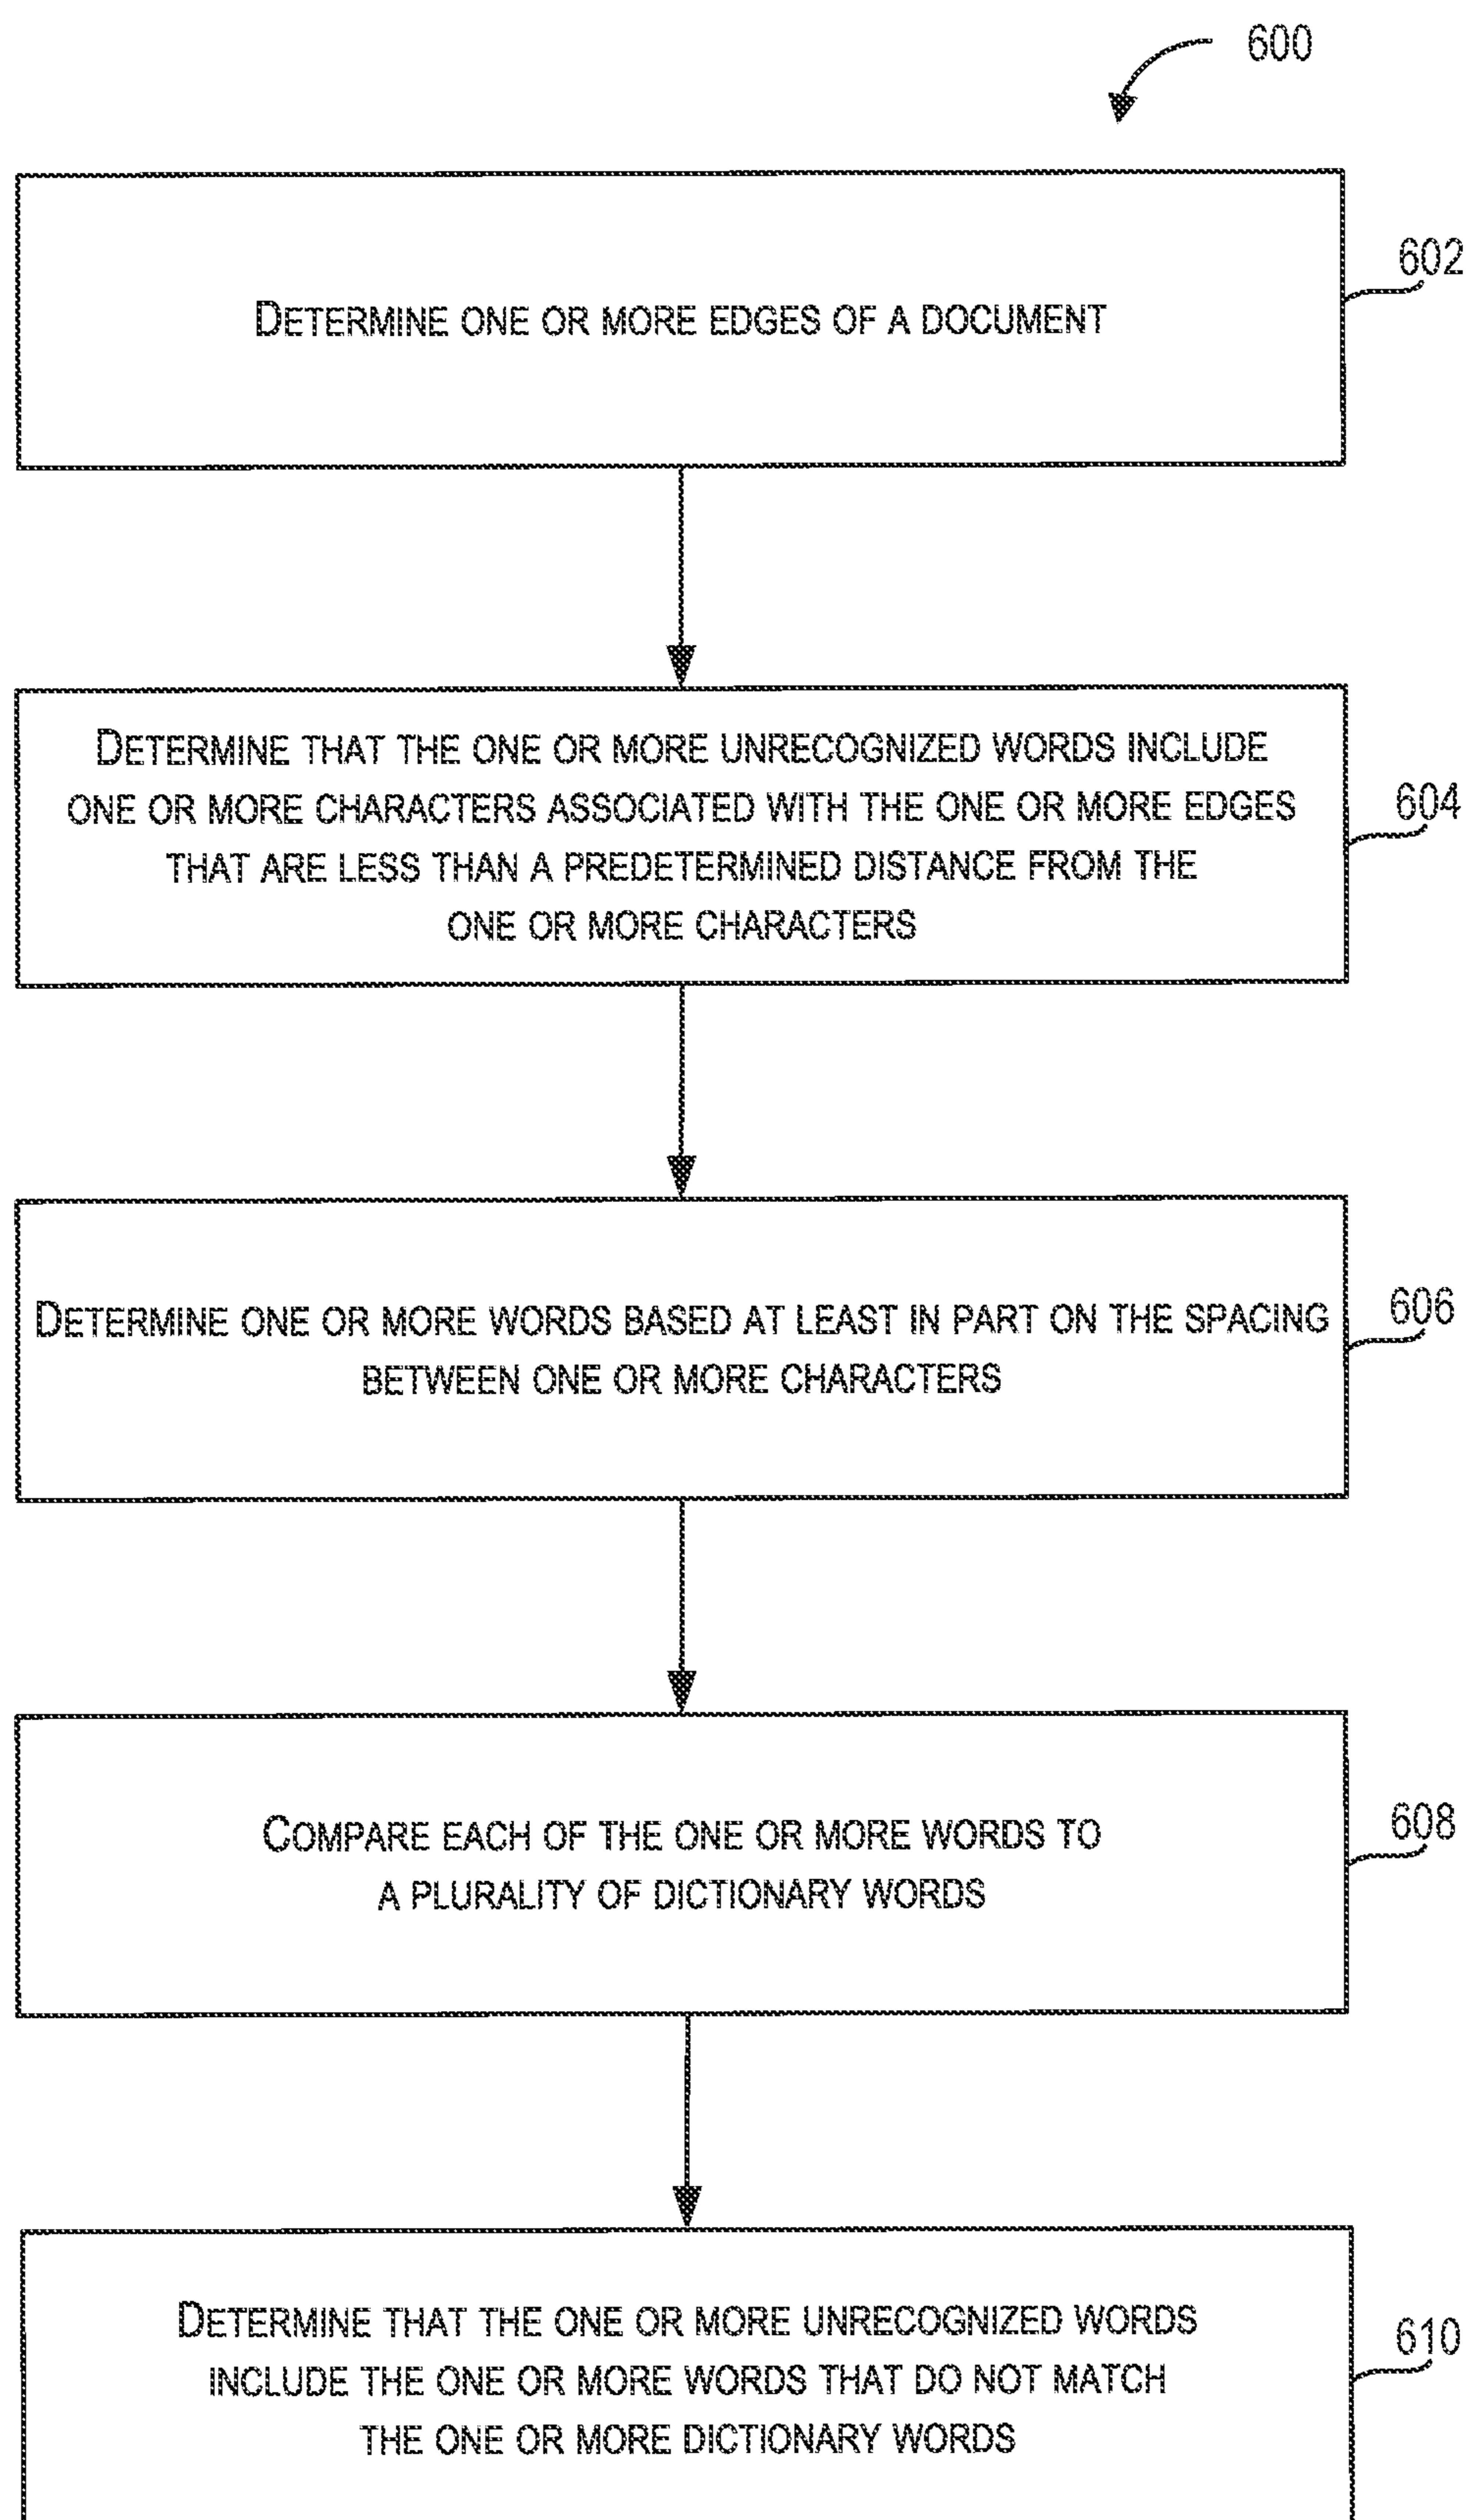 600
DETERMINE ONE OR MORE EDGES OF A DOCUMENT
602
DETERMINE THAT THE ONE OR MORE UNRECOGNIZED WORDS INCLUDE
ONE OR MORE CHARACTERS ASSOCIATED WITH THE ONE OR MORE EDGES
THAT ARE LESS THAN A PREDETERMINED DISTANCE FROM THE
ONE OR MORE CHARACTERS
604
DETERMINE ONE OR MORE WORDS BASED AT LEAST IN PART ON THE SPACING
BETWEEN ONE OR MORE CHARACTERS
606
COMPARE EACH OF THE ONE OR MORE WORDS TO
A PLURALITY OF DICTIONARY WORDS
608
DETERMINE THAT THE ONE OR MORE UNRECOGNIZED WORDS
INCLUDE THE ONE OR MORE WORDS THAT DO NOT MATCH
THE ONE OR MORE DICTIONARY WORDS
610